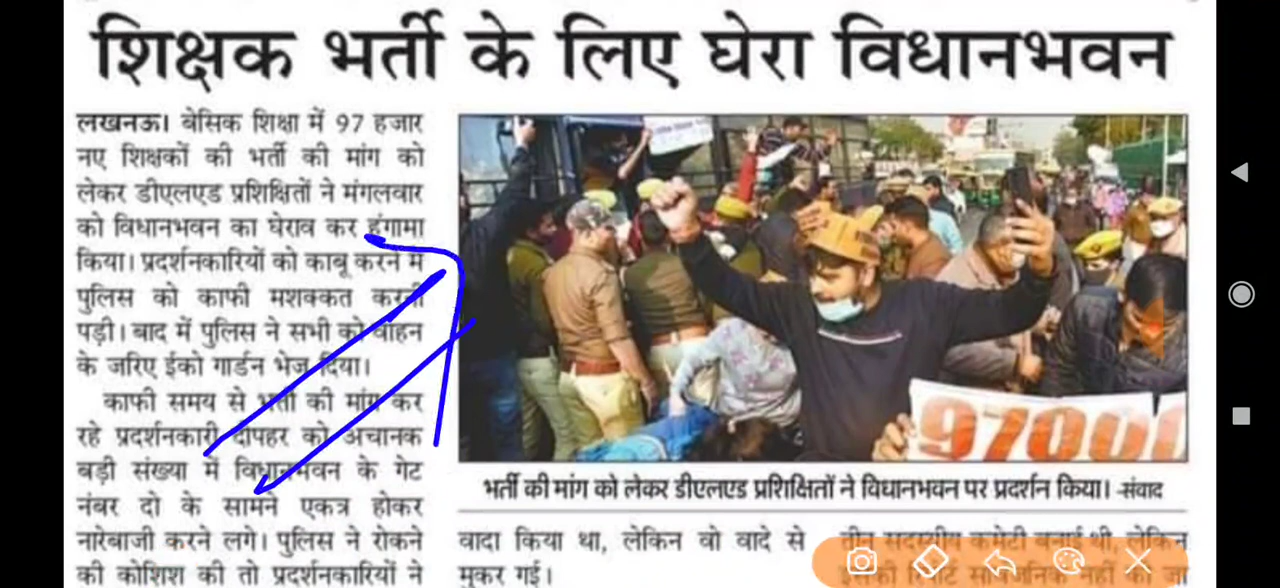 शिक्षक भर्ती के लिए घेरा विधानभवन
लखनऊ। बेसिक शिक्षा में 97 हजार
नए शिक्षकों की भर्ती की मांग को
लेकर डीएलएड प्रशिक्षितों ने मंगलवार
को विधानभवन का घेराव कर हंगामा
किया। प्रदर्शनकारियों को काबू करने में
पुलिस को काफी मशक्कत करनी
पड़ी। बाद में पुलिस ने सभी को वाहन
के जरिए ईको गार्डन भेज दिया।
काफी समय से भर्ती की मांग कर
रहे प्रदर्शनकारी दोपहर को अचानक
बड़ी संख्या में विधानभवन के गेट
नंबर दो के सामने एकत्र होकर
नारेबाजी करने लगे। पुलिस ने रोकने
की कोशिश की तो प्रदर्शनकारियों ने
97000
भर्ती की मांग को लेकर डीएलएड प्रशिक्षितों ने विधानभवन पर प्रदर्शन किया। -संवाद
वादा किया था, लेकिन वो वादे से
मुकर गई।
तीन सदस्यीय कमेटी बनाई थी, लेकिन